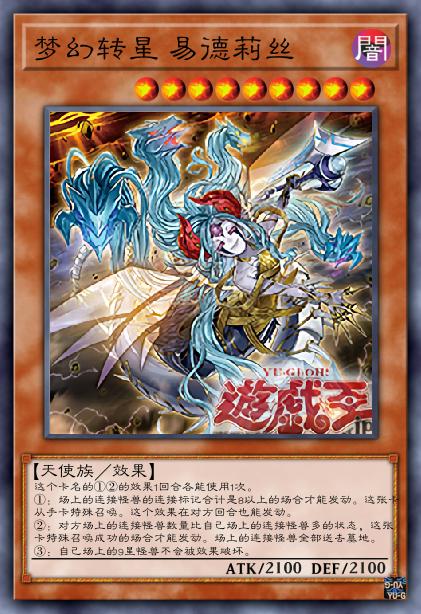 梦幻转星 易德莉丝
闇
YU-GI-OH!
遊戯王
.jp
【天使族／效果】
这个卡名的①②的效果1回合各能使用1次。
①：场上的连接怪兽的连接标记合计是8以上的场合才能发动。这张卡
从手卡特殊召唤。这个效果在对方回合也能发动。
②：对方场上的连接怪兽数量比自己场上的连接怪兽多的状态，这张
卡特殊召唤成功的场合才能发动。场上的连接怪兽全部送去墓地。
③：自己场上的9星怪兽不会被效果破坏。
ATK/2100 DEF/2100